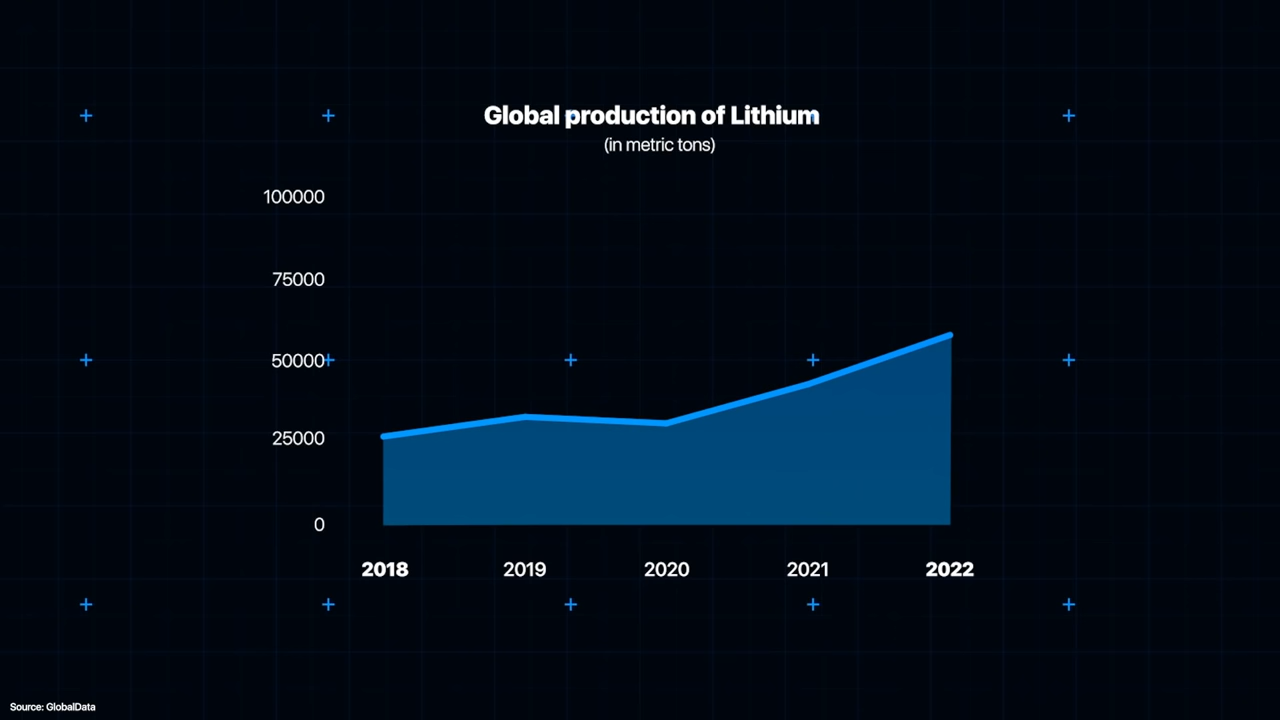 Global production of Lithium
(in metric tons)
100000
75000
50000
25000
0
2018 2019 2020 2021 2022
Source: GlobalData